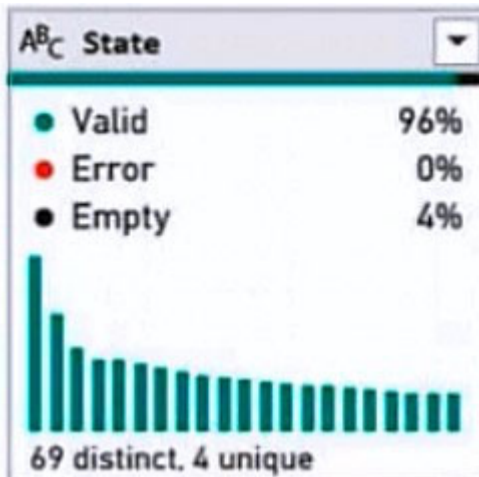 ABC State
Valid 96%
Error 0%
Empty 4%
69 distinct, 4 unique